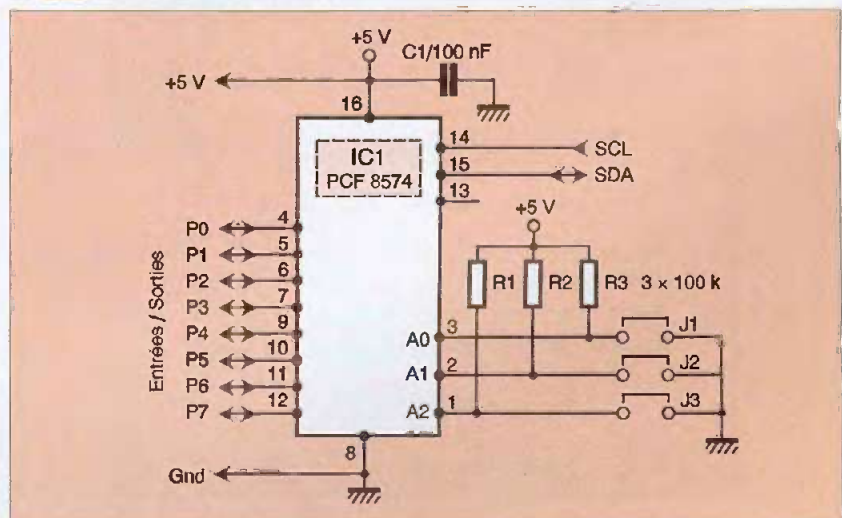 +5 V
C1/100 nF
+5 V
16
14
SCL
IC1
PCF 8574
15
SDA
13
+5 V
Entrées / Sorties
P0
4
P1
5
P2
6
P3
7
P4
9
P5
10
P6
11
P7
12
R1
R2
R3
3 × 100 k
A0
3
J1
A1
2
J2
A2
1
J3
8
Gnd